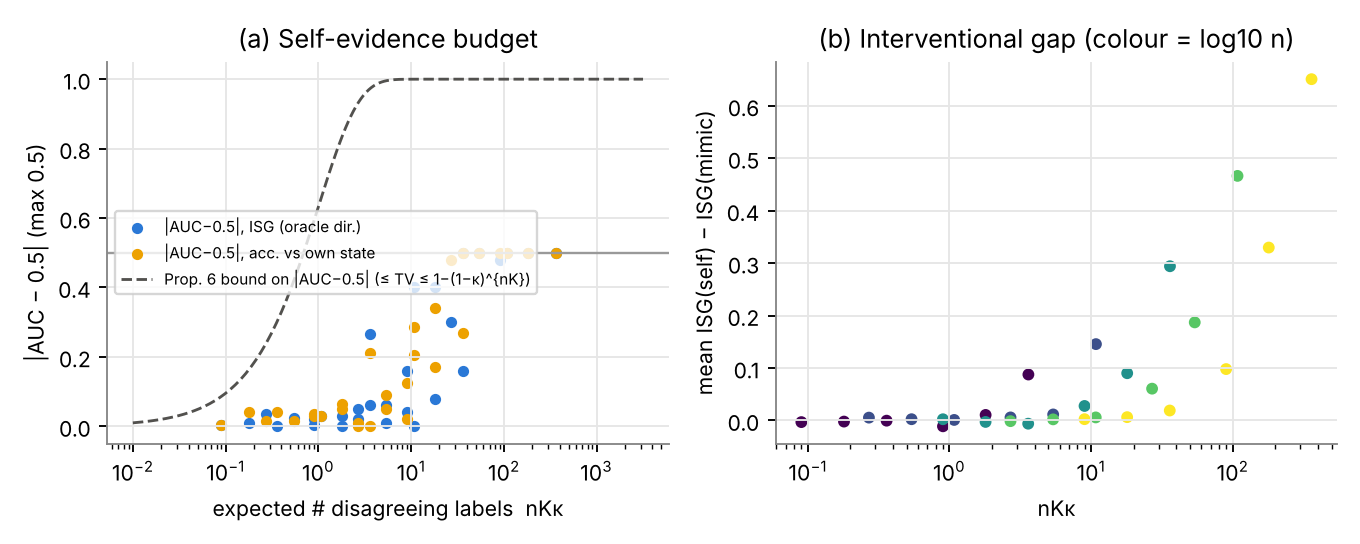 (a) Self-evidence budget
|AUC − 0.5| (max 0.5)
1.0
0.8
0.6
0.4
0.2
0.0
|AUC−0.5|, ISG (oracle dir.)
|AUC−0.5|, acc. vs own state
Prop. 6 bound on |AUC−0.5| (≤ TV ≤ 1−(1−κ)^{nK})
10⁻² 10⁻¹ 10⁰ 10¹ 10² 10³
expected # disagreeing labels nKκ
(b) Interventional gap (colour = log10 n)
mean ISG(self) − ISG(mimic)
0.6
0.5
0.4
0.3
0.2
0.1
0.0
10⁻¹ 10⁰ 10¹ 10²
nKκ